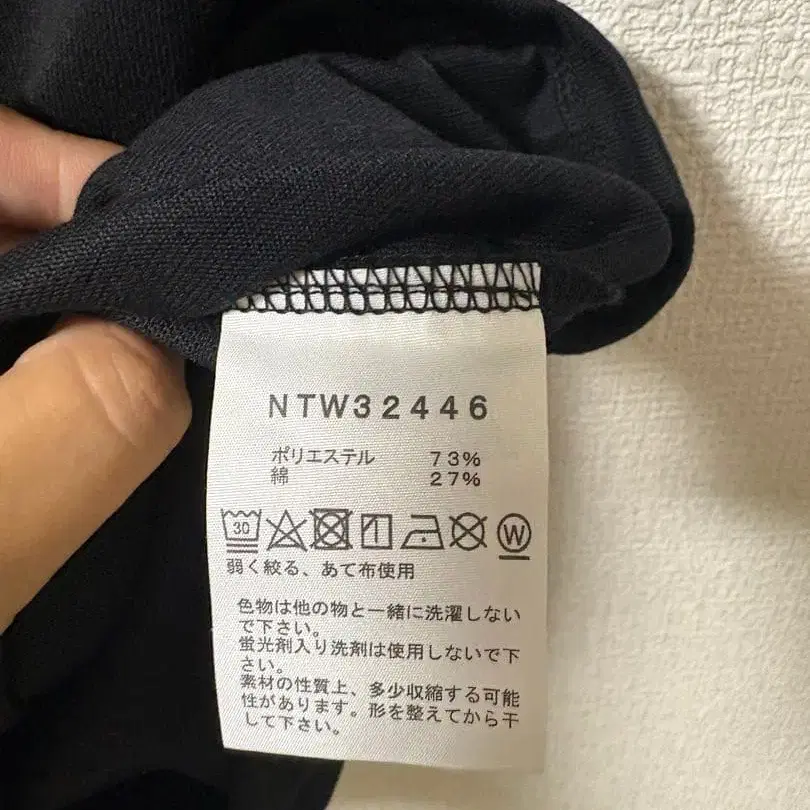 NTW32446
ポリエステル 73%
綿 27%
30
W
弱く絞る、あて布使用
色物は他の物と一緒に洗濯しない
で下さい。
蛍光剤入り洗剤は使用しないで下
さい。
素材の性質上、多少収縮する可能
性があります。形を整えてから干
して下さい。